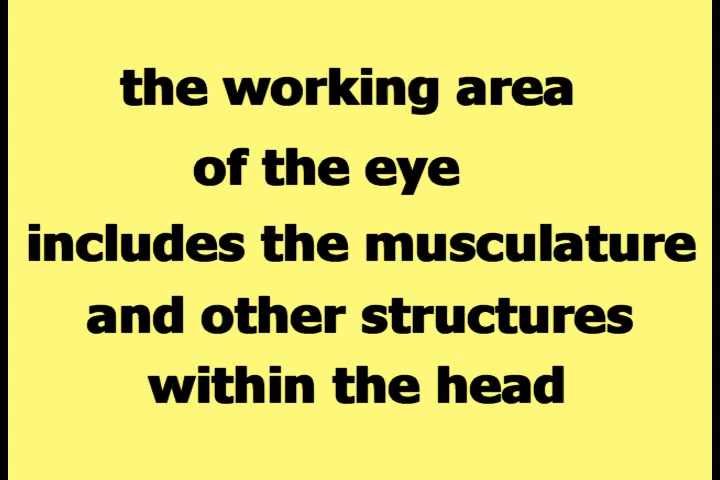 the working area
of the eye
includes the musculature
and other structures
within the head